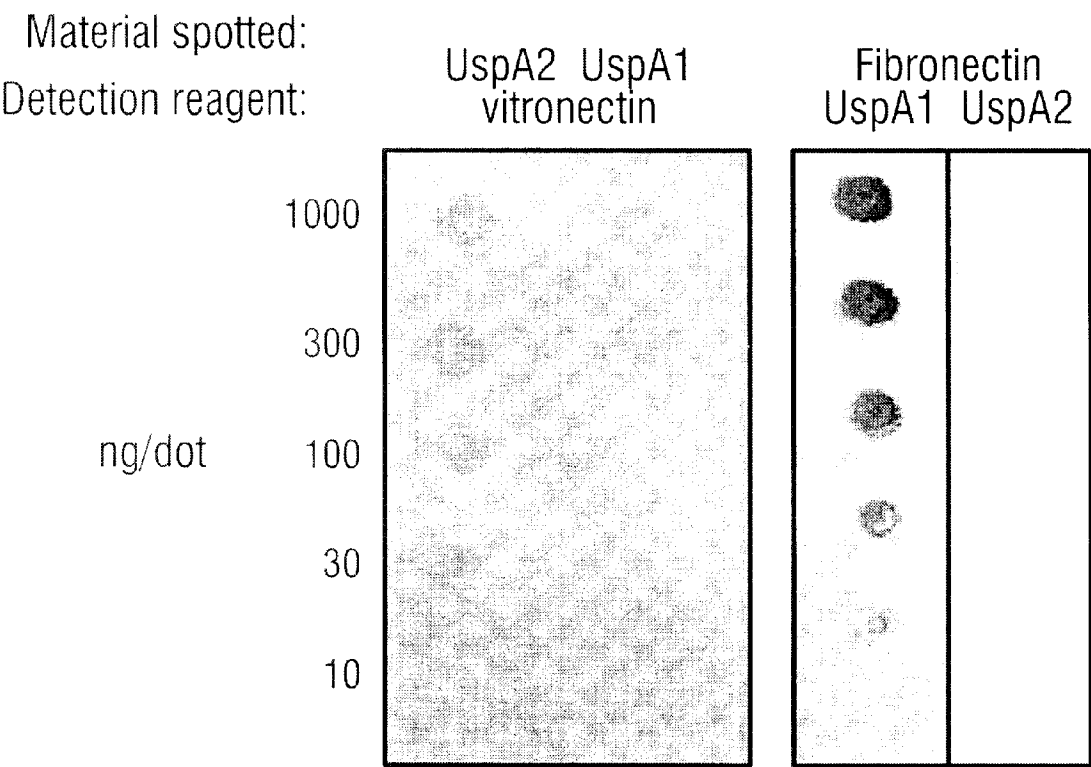 Material spotted:
UspA2 UspA1
Fibronectin
Detection reagent:
vitronectin
UspA1 UspA2
1000
300
ng/dot 100
30
10